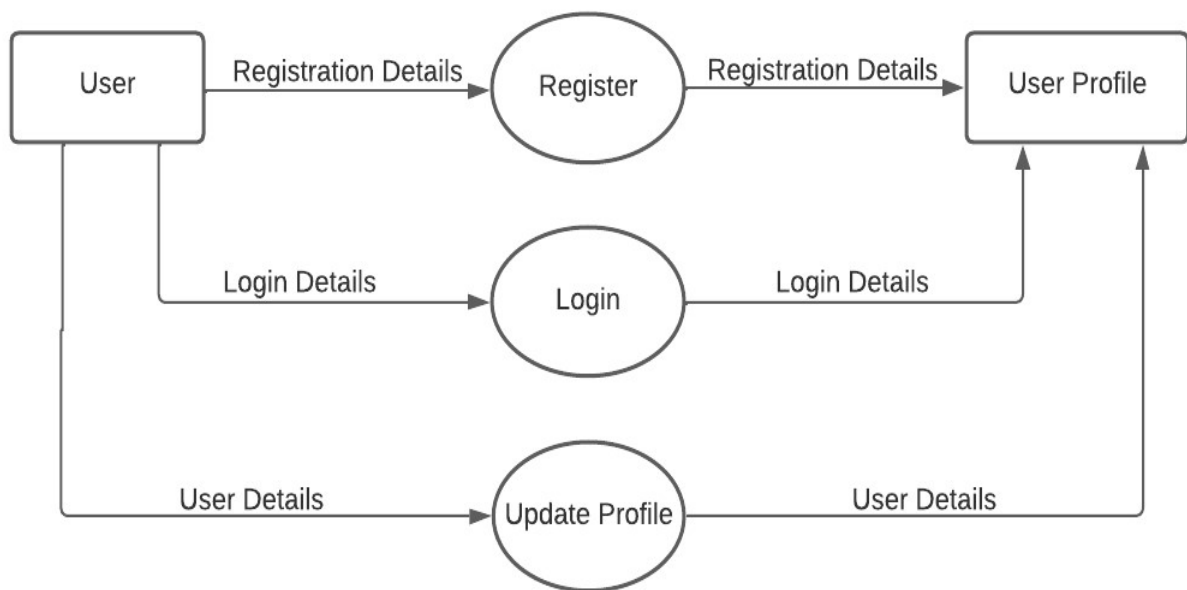 User
Registration Details
Register
Registration Details
User Profile
Login Details
Login
Login Details
User Details
Update Profile
User Details